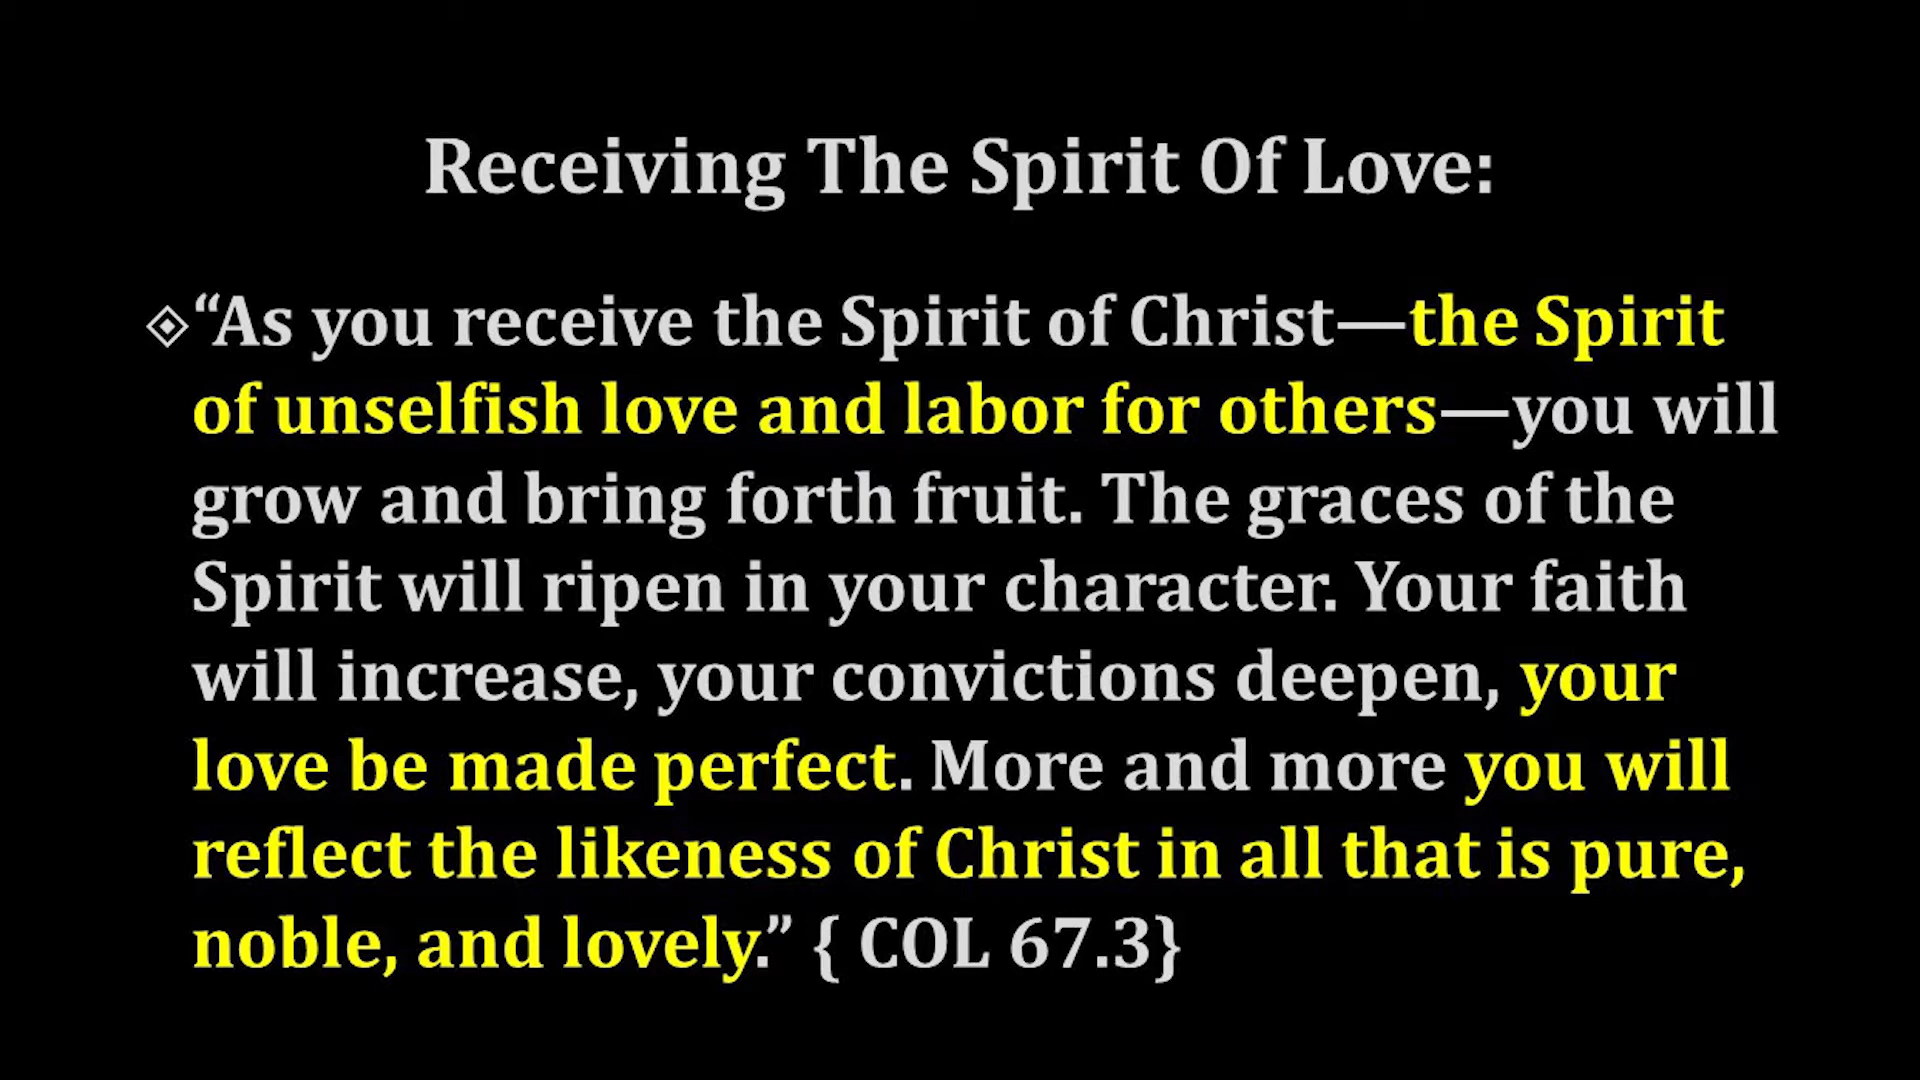 Receiving The Spirit Of Love:
“As you receive the Spirit of Christ—the Spirit
of unselfish love and labor for others—you will
grow and bring forth fruit. The graces of the
Spirit will ripen in your character. Your faith
will increase, your convictions deepen, your
love be made perfect. More and more you will
reflect the likeness of Christ in all that is pure,
noble, and lovely.” { COL 67.3}